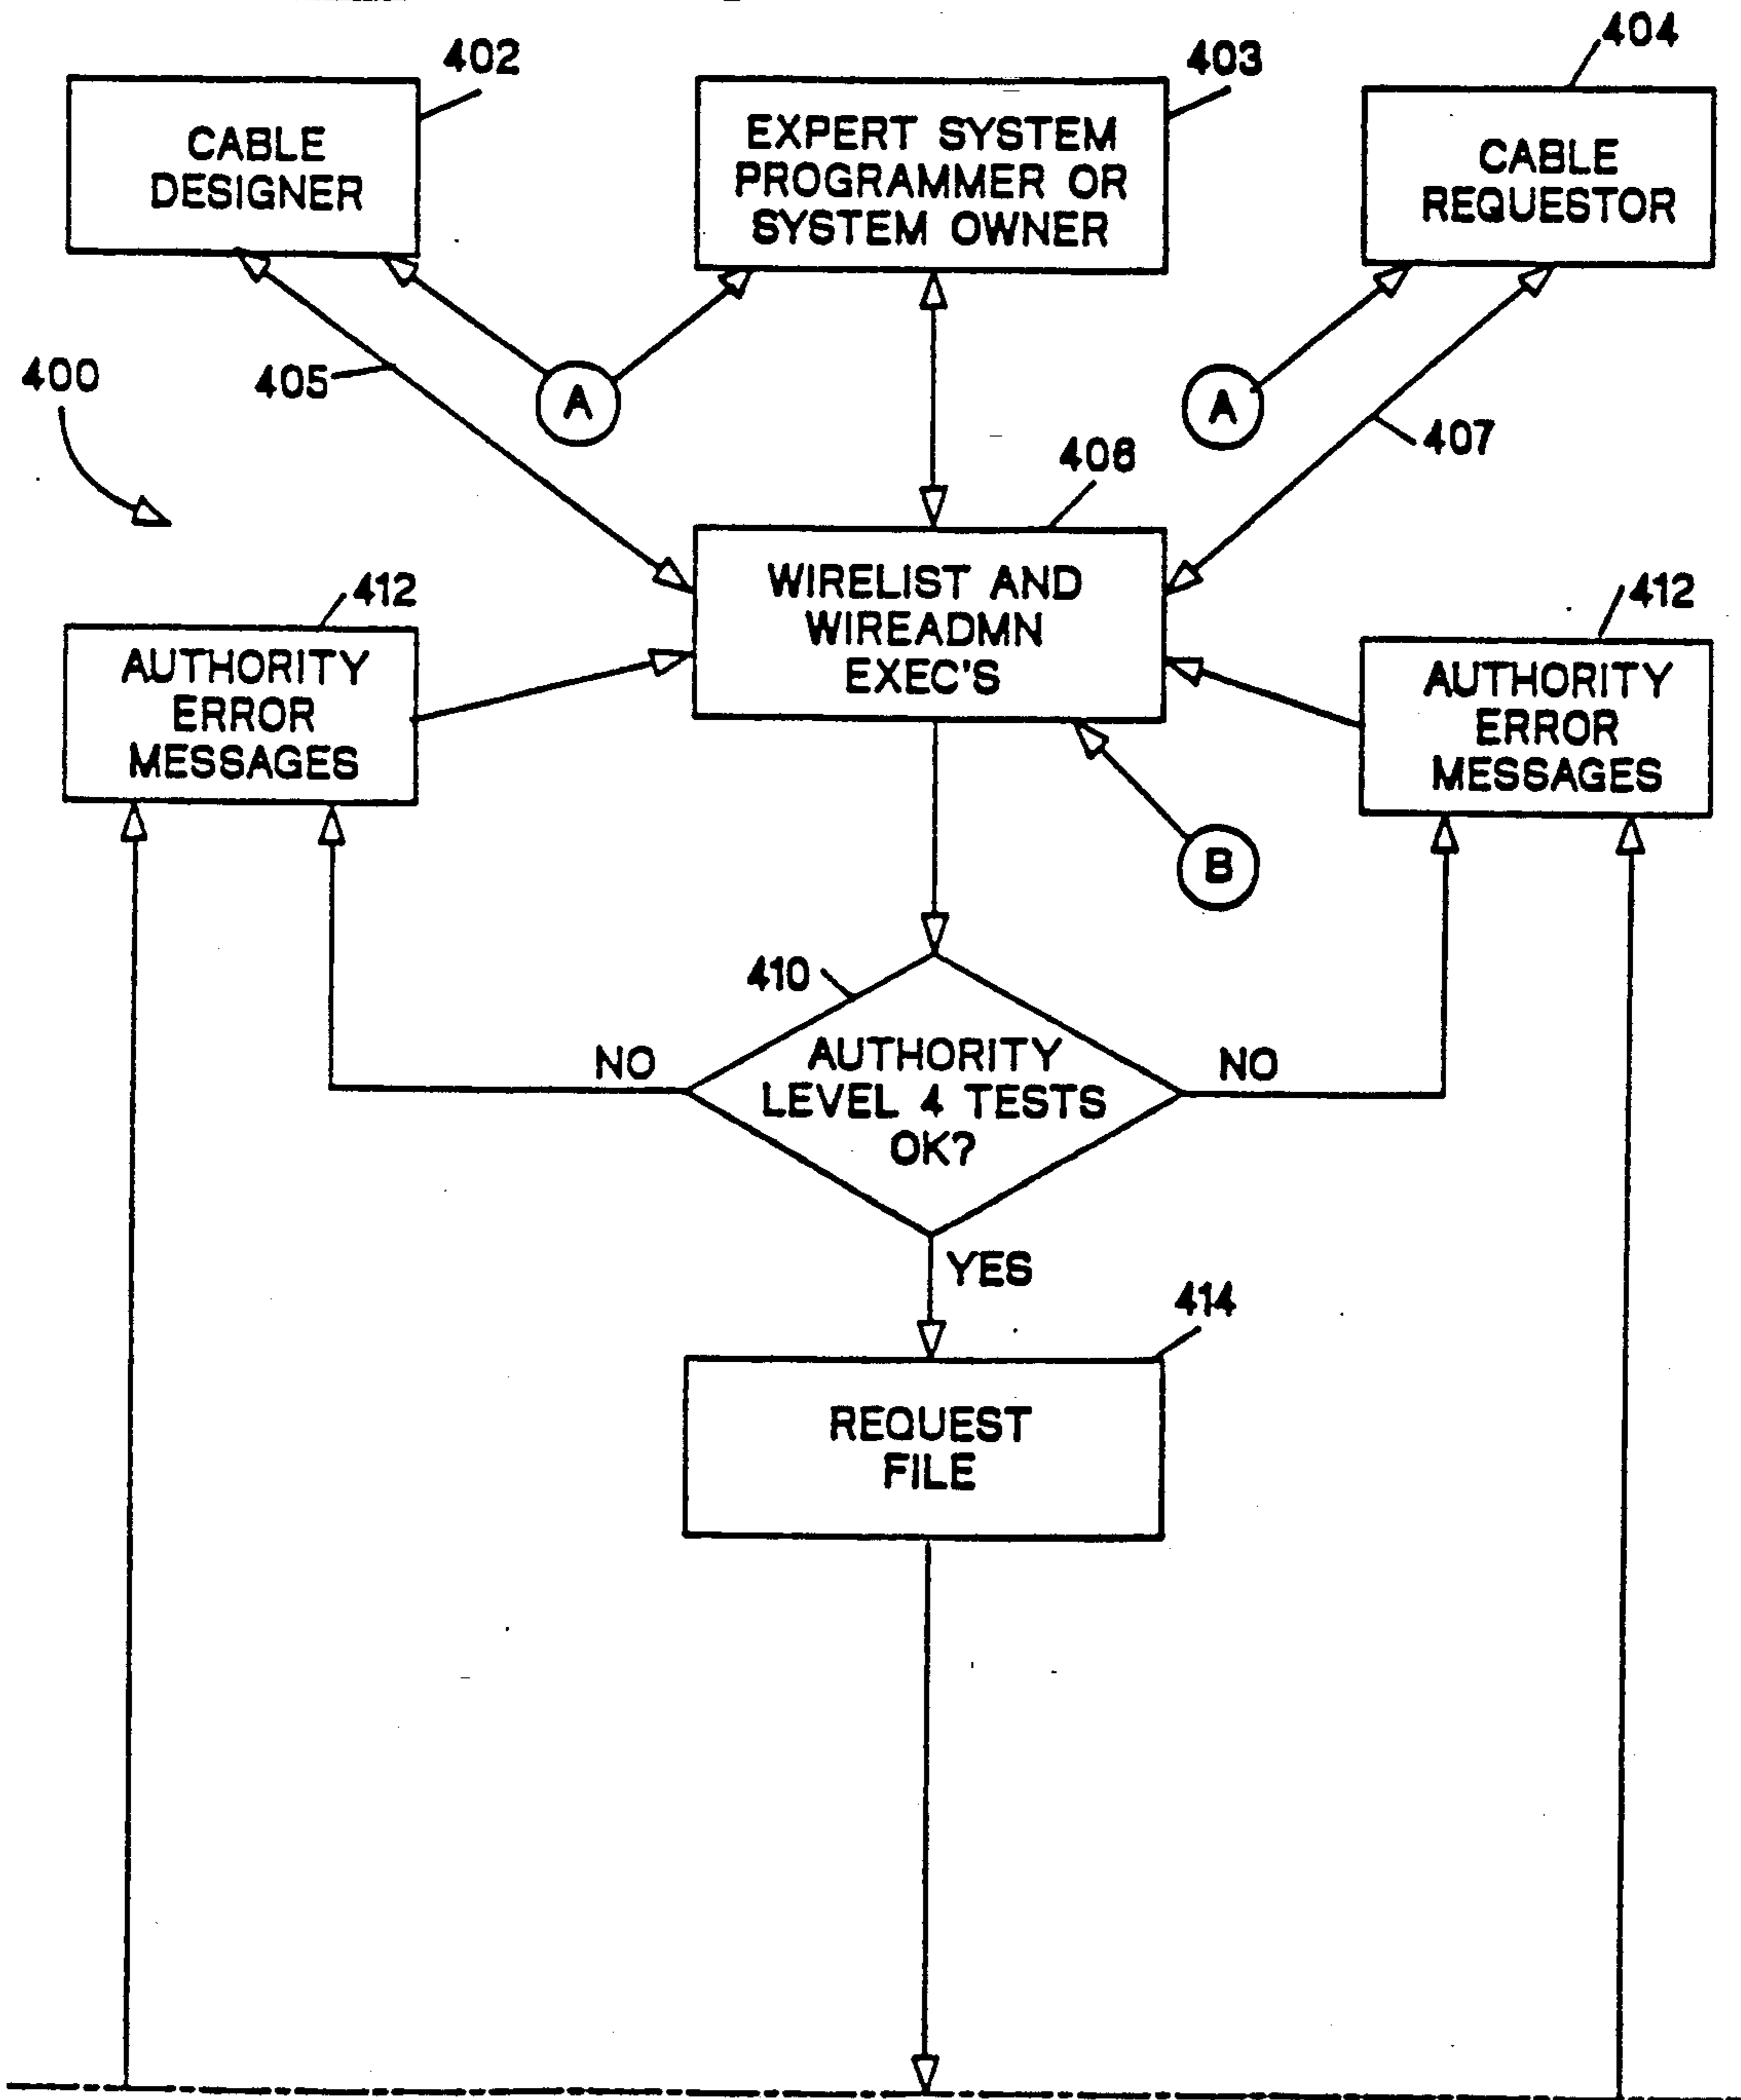 402
403
404
CABLE
DESIGNER
EXPERT SYSTEM
PROGRAMMER OR
SYSTEM OWNER
CABLE
REQUESTOR
400
405
A
A
407
408
WIRELIST AND
WIREADMN
EXEC'S
412
AUTHORITY
ERROR
MESSAGES
412
AUTHORITY
ERROR
MESSAGES
B
410
NO
AUTHORITY
LEVEL 4 TESTS
OK?
NO
YES
414
REQUEST
FILE